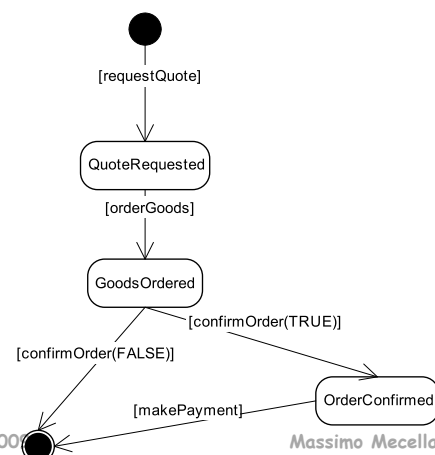 [requestQuote]
QuoteRequested
[orderGoods]
GoodsOrdered
[confirmOrder(TRUE)]
[confirmOrder(FALSE)]
OrderConfirmed
[makePayment]
Massimo Mecella